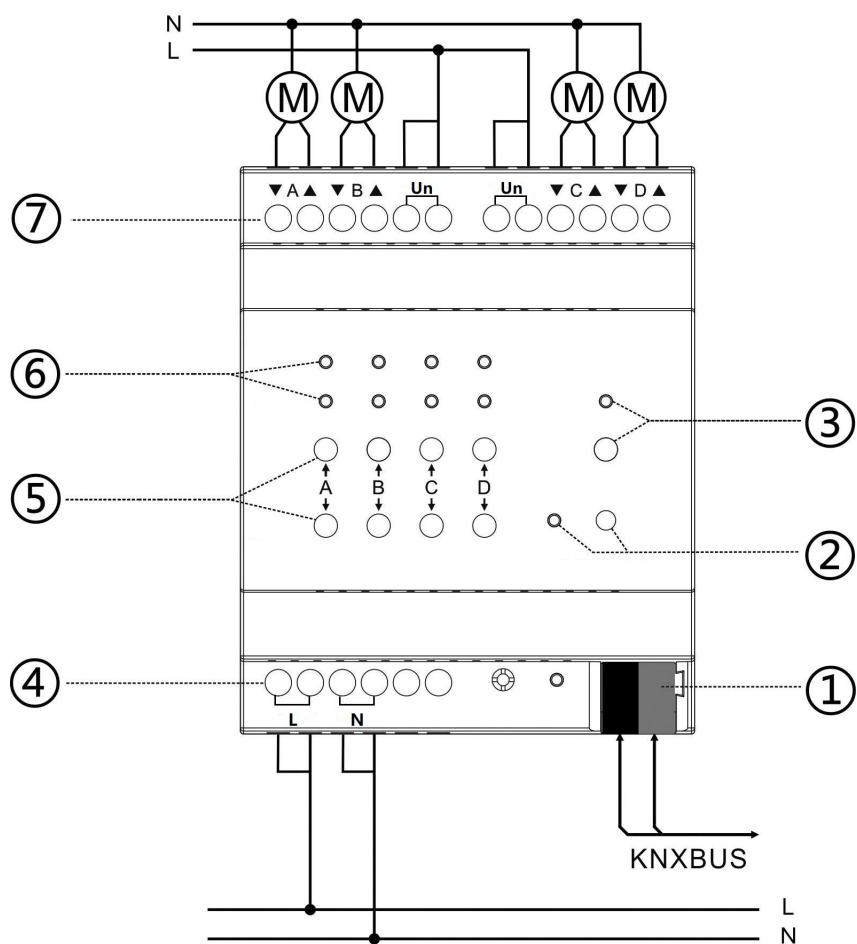 N
L
M M M M
▼ A ▲ ▼ B ▲ Un Un ▼ C ▲ ▼ D ▲
⑦
⑥
③
⑤
A B C D
②
④
①
L N
KNXBUS
L
N